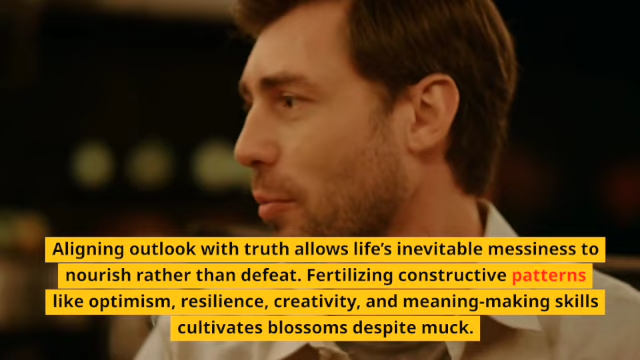 Aligning outlook with truth allows life’s inevitable messiness to
nourish rather than defeat. Fertilizing constructive patterns
like optimism, resilience, creativity, and meaning-making skills
cultivates blossoms despite muck.